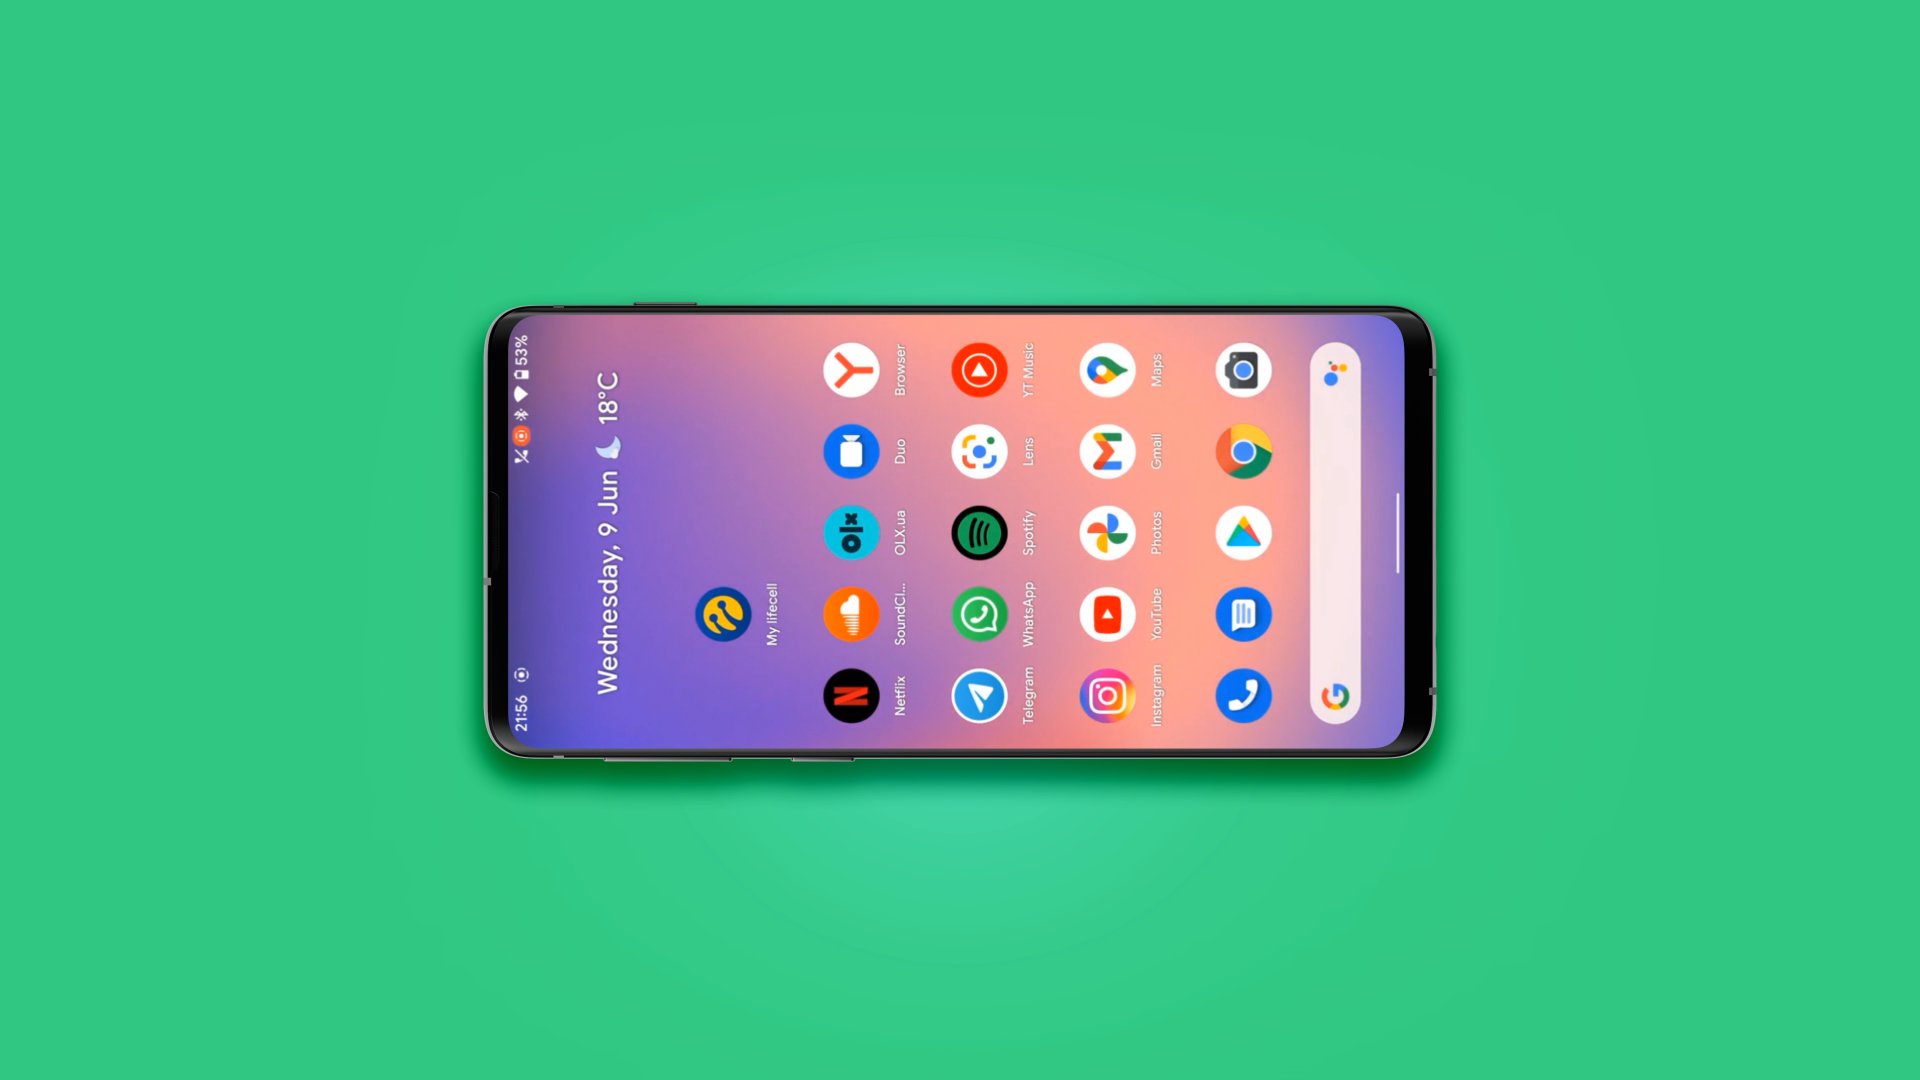 21:56 53%
Wednesday, 9 Jun 18°C
My lifecell
olx
Netflix SoundCl... OLX.ua Duo Browser
Telegram WhatsApp Spotify Lens YT Music
Instagram YouTube Photos Gmail Maps